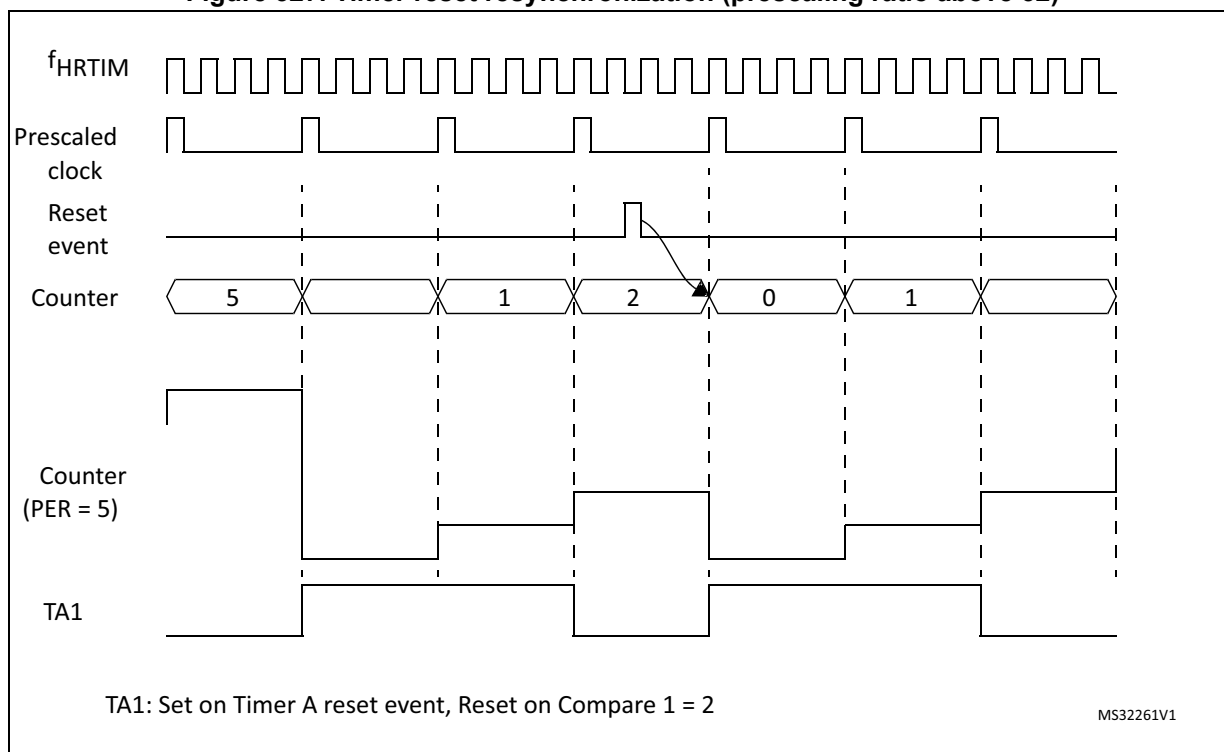 fHRTIM
Prescaled
clock
Reset
event
Counter
5
1
2
0
1
Counter
(PER = 5)
TA1
TA1: Set on Timer A reset event, Reset on Compare 1 = 2
MS32261V1